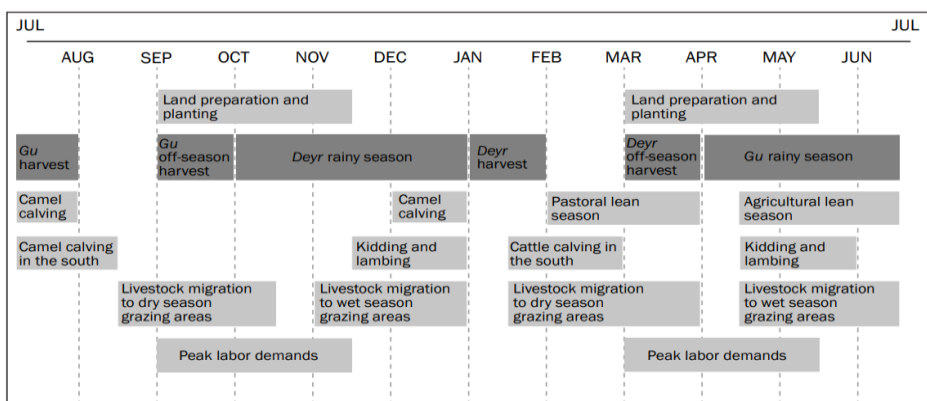 JUL JUL
AUG SEP OCT NOV DEC JAN FEB MAR APR MAY JUN
Land preparation and
planting
Land preparation and
planting
Gu
harvest
Gu
off-season
harvest
Deyr rainy season
Deyr
harvest
Deyr
off-season
harvest
Gu rainy season
Camel
calving
Camel
calving
Pastoral lean
season
Agricultural lean
season
Camel calving
in the south
Kidding and
lambing
Cattle calving in
the south
Kidding and
lambing
Livestock migration
to dry season
grazing areas
Livestock migration
to wet season
grazing areas
Livestock migration
to dry season
grazing areas
Livestock migration
to wet season
grazing areas
Peak labor demands
Peak labor demands